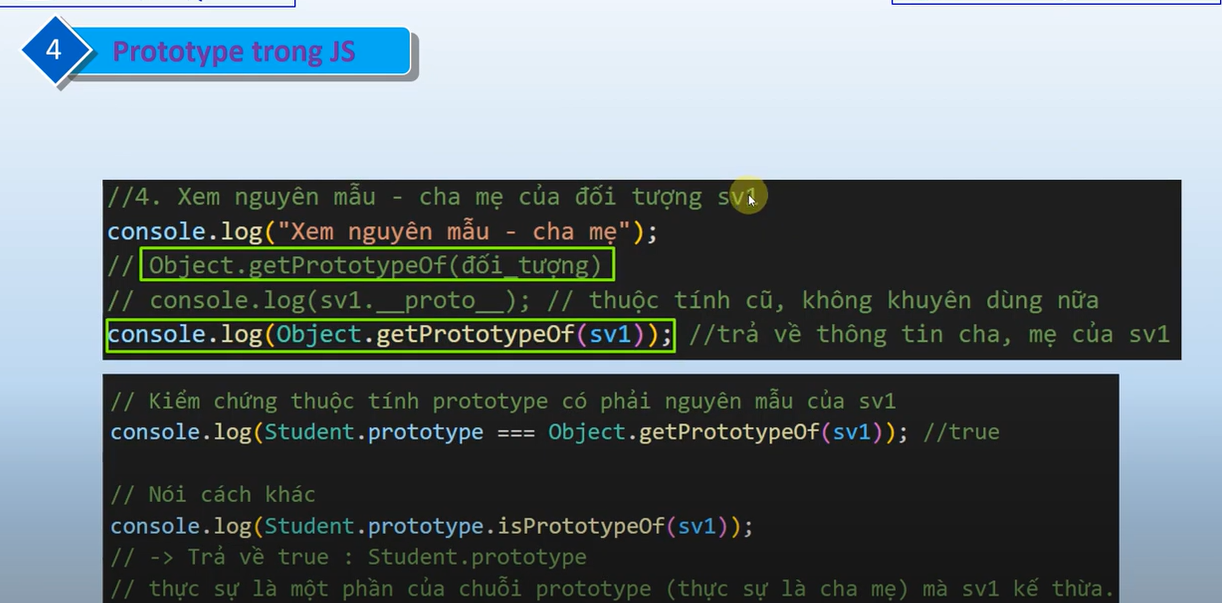 4
Prototype trong JS
//4. Xem nguyên mẫu - cha mẹ của đối tượng sv1
console.log("Xem nguyên mẫu - cha mẹ");
// Object.getPrototypeOf(đối_tượng)
// console.log(sv1.__proto__); // thuộc tính cũ, không khuyên dùng nữa
console.log(Object.getPrototypeOf(sv1)); //trả về thông tin cha, mẹ của sv1
// Kiểm chứng thuộc tính prototype có phải nguyên mẫu của sv1
console.log(Student.prototype === Object.getPrototypeOf(sv1)); //true
// Nói cách khác
console.log(Student.prototype.isPrototypeOf(sv1));
// -> Trả về true : Student.prototype
// thực sự là một phần của chuỗi prototype (thực sự là cha mẹ) mà sv1 kế thừa.